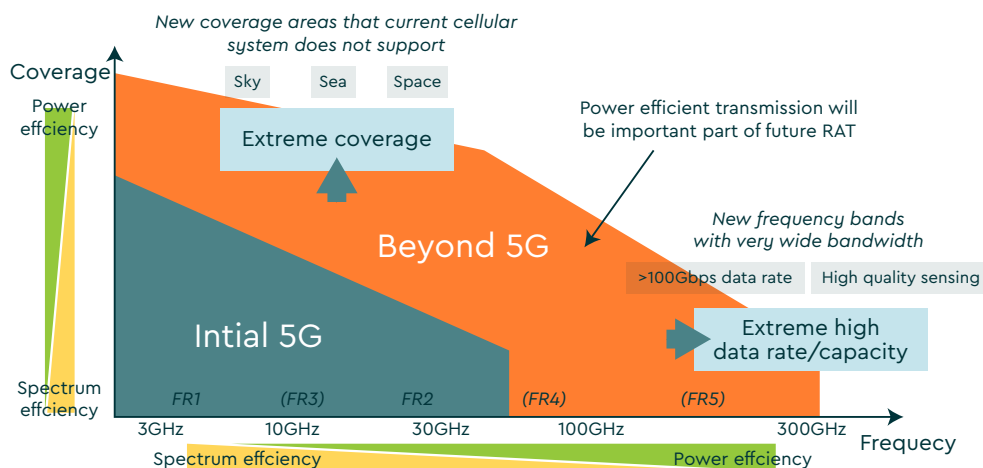 New coverage areas that current cellular
system does not support
Coverage
Sky
Sea
Space
Power
effciency
Extreme coverage
Power efficient transmission will
be important part of future RAT
New frequency bands
with very wide bandwidth
Beyond 5G
>100Gbps data rate
High quality sensing
Intial 5G
Extreme high
data rate/capacity
Spectrum
effciency
FR1
(FR3)
FR2
(FR4)
(FR5)
3GHz
10GHz
30GHz
100GHz
300GHz
Frequecy
Spectrum effciency
Power effciency